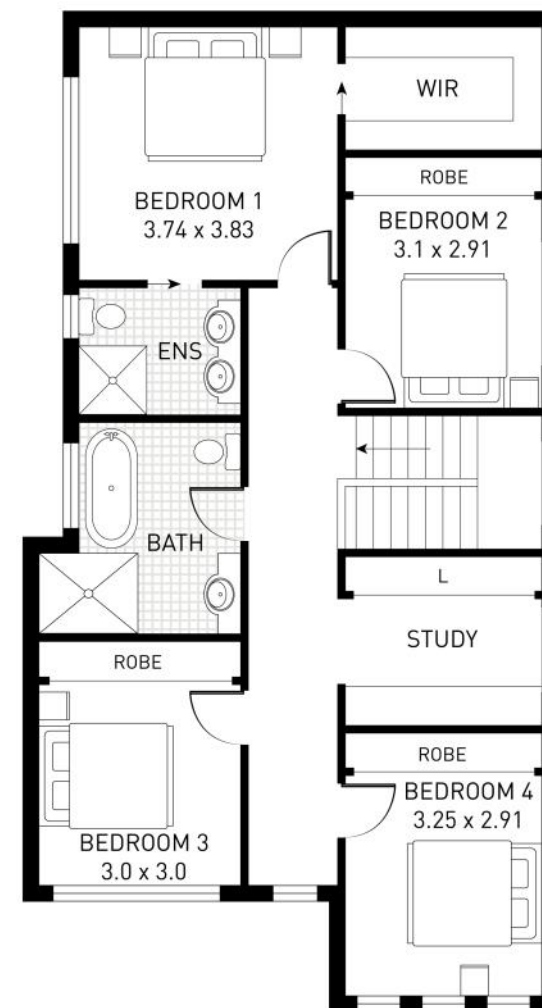 WIR
BEDROOM 1
3.74 x 3.83
ROBE
BEDROOM 2
3.1 x 2.91
ENS
BATH
L
STUDY
ROBE
BEDROOM 3
3.0 x 3.0
ROBE
BEDROOM 4
3.25 x 2.91